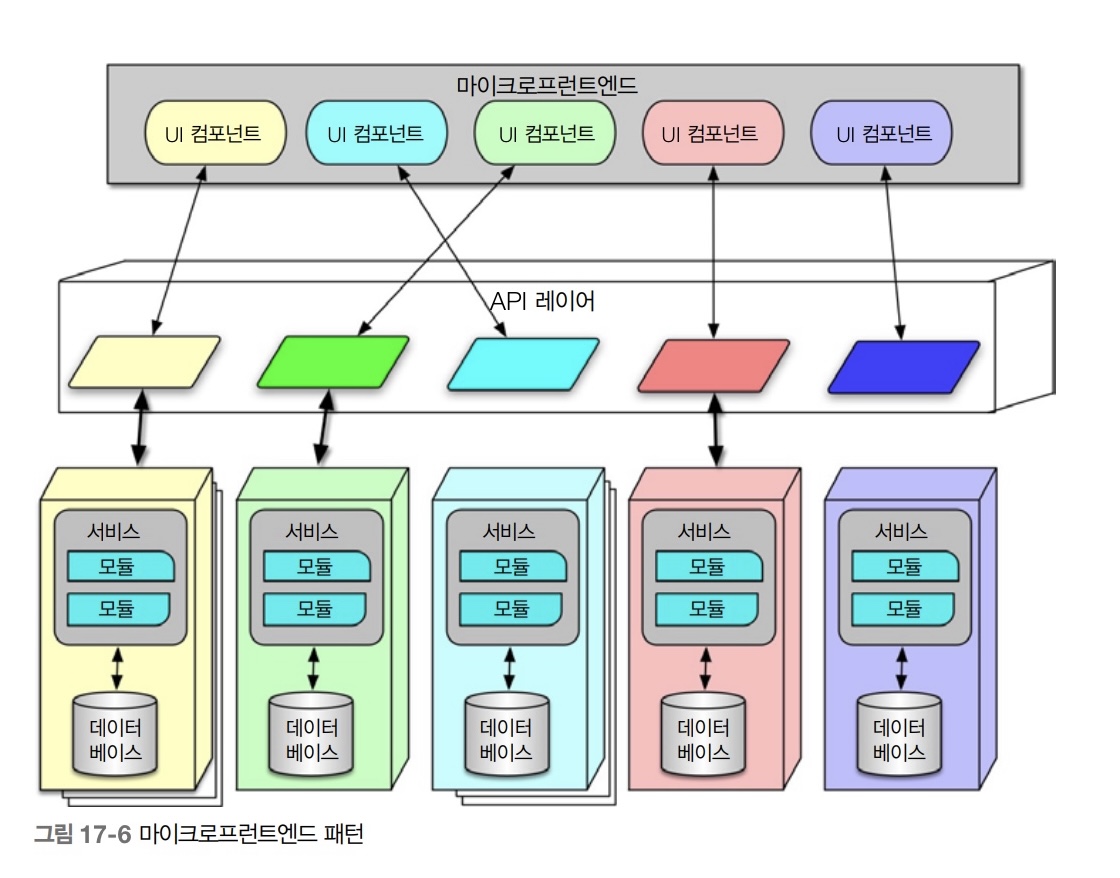 마이크로프런트엔드
UI 컴포넌트
UI 컴포넌트
UI 컴포넌트
UI 컴포넌트
UI 컴포넌트
API 레이어
서비스
모듈
모듈
데이터
베이스
서비스
모듈
모듈
데이터
베이스
서비스
모듈
모듈
데이터
베이스
서비스
모듈
모듈
데이터
베이스
서비스
모듈
모듈
데이터
베이스
그림 17-6 마이크로프런트엔드 패턴